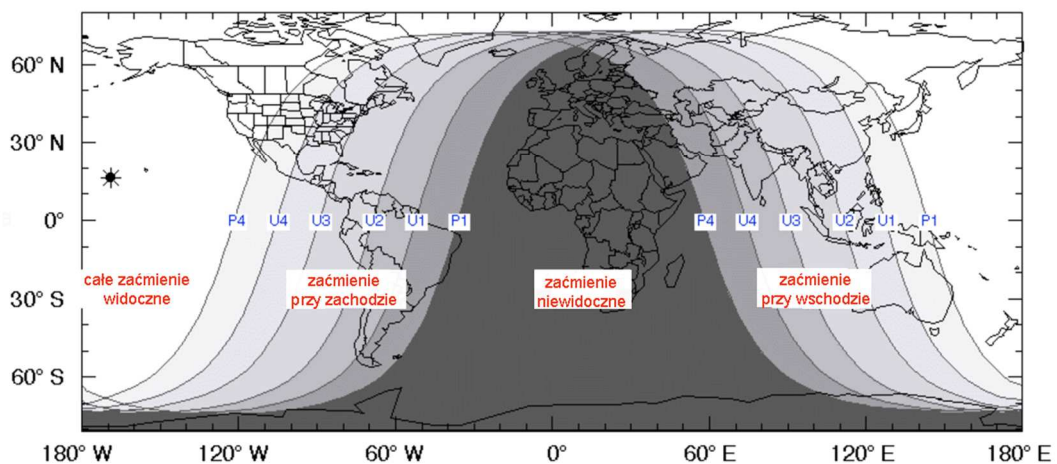 60° N
30° N
0°
30° S
60° S
P4 U4 U3 U2 U1 P1 P4 U4 U3 U2 U1 P1
całe zaćmienie
widoczne
zaćmienie
przy zachodzie
zaćmienie
niewidoczne
zaćmienie
przy wschodzie
180° W 120° W 60° W 0° 60° E 120° E 180° E